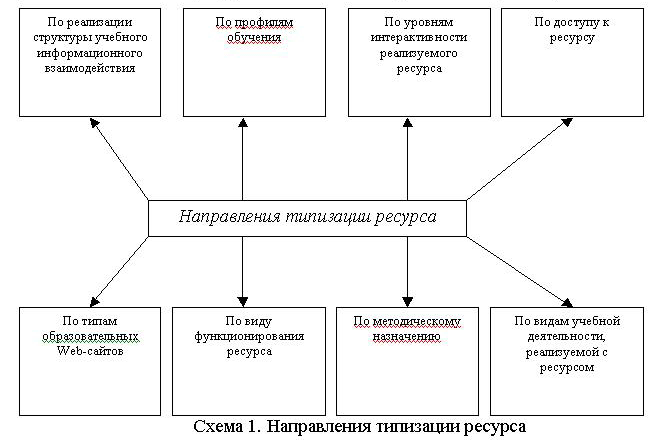 По реализации
структуры учебного
информационного
взаимодействия
По профилям
обучения
По уровням
интерактивности
реализуемого
ресурса
По доступу к
ресурсу
Направления типизации ресурса
По типам
образовательных
Web-сайтов
По виду
функционирования
ресурса
По методическому
назначению
По видам учебной
деятельности,
реализуемой с
ресурсом
Схема 1. Направления типизации ресурса